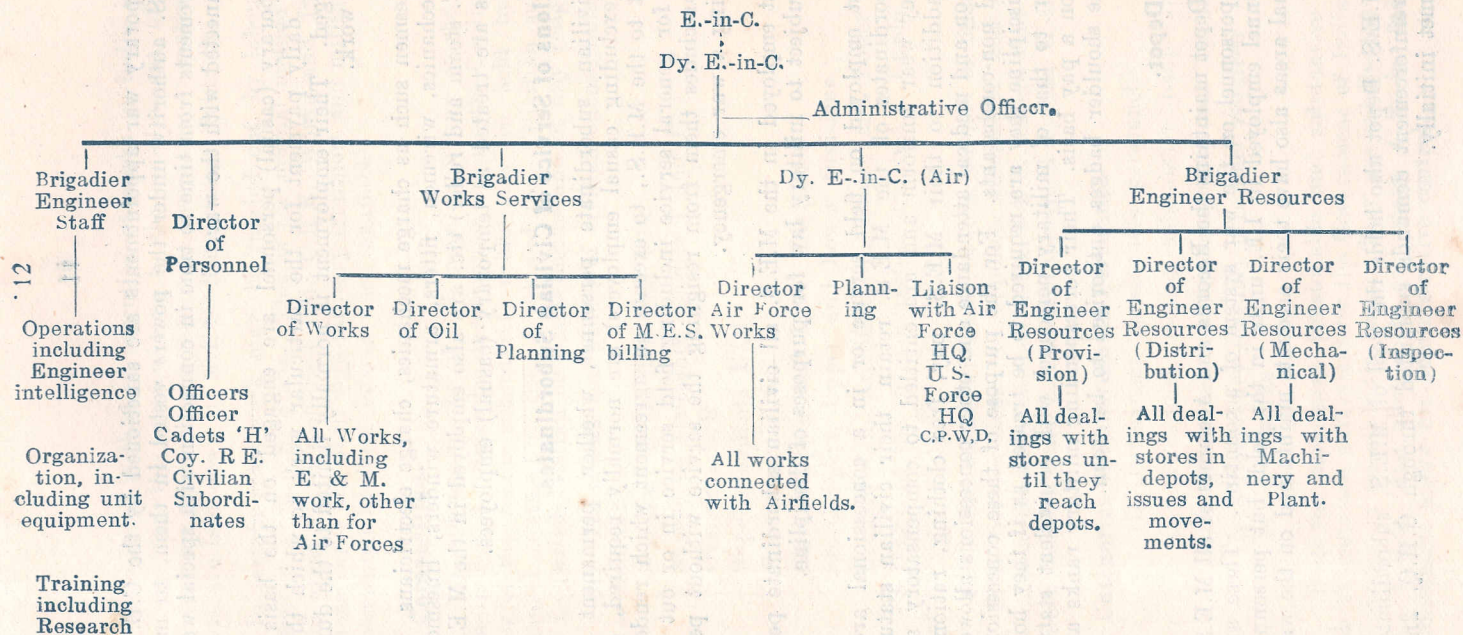 E.-in-C.
Dy. E.-in-C.
Administrative Officer.
Brigadier
Engineer
Staff
Operations
including
Engineer
intelligence
Organiza-
tion, in-
cluding unit
equipment.
Training
including
Research
Director
of
Personnel
Officers
Officer
Cadets 'H'
Coy. R E.
Civilian
Subordi-
nates
Brigadier
Works Services
Director
of Works
All Works,
including
E & M.
work, other
than for
Air Forces
Director
of Oil
Director
of
Planning
Director
of M.E.S.
billing
Dy. E-.in-C. (Air)
Director
Air Force
Works
All works
connected
with Airfields.
Plann-
ing
Liaison
with Air
Force
HQ
U S-
Force
HQ
C.P.W.D.
Brigadier
Engineer Resources
Director
of
Engineer
Resources
(Provi-
sion)
All deal-
ings with
stores un-
til they
reach
depots.
Director
of
Engineer
Resources
(Distri-
bution)
All deal-
ings with
stores in
depots,
issues and
move-
ments.
Director
of
Engineer
Resources
(Mecha-
nical)
All deal-
ings with
Machi-
nery and
Plant.
Director
of
Engineer
Resources
(Inspec-
tion)
12